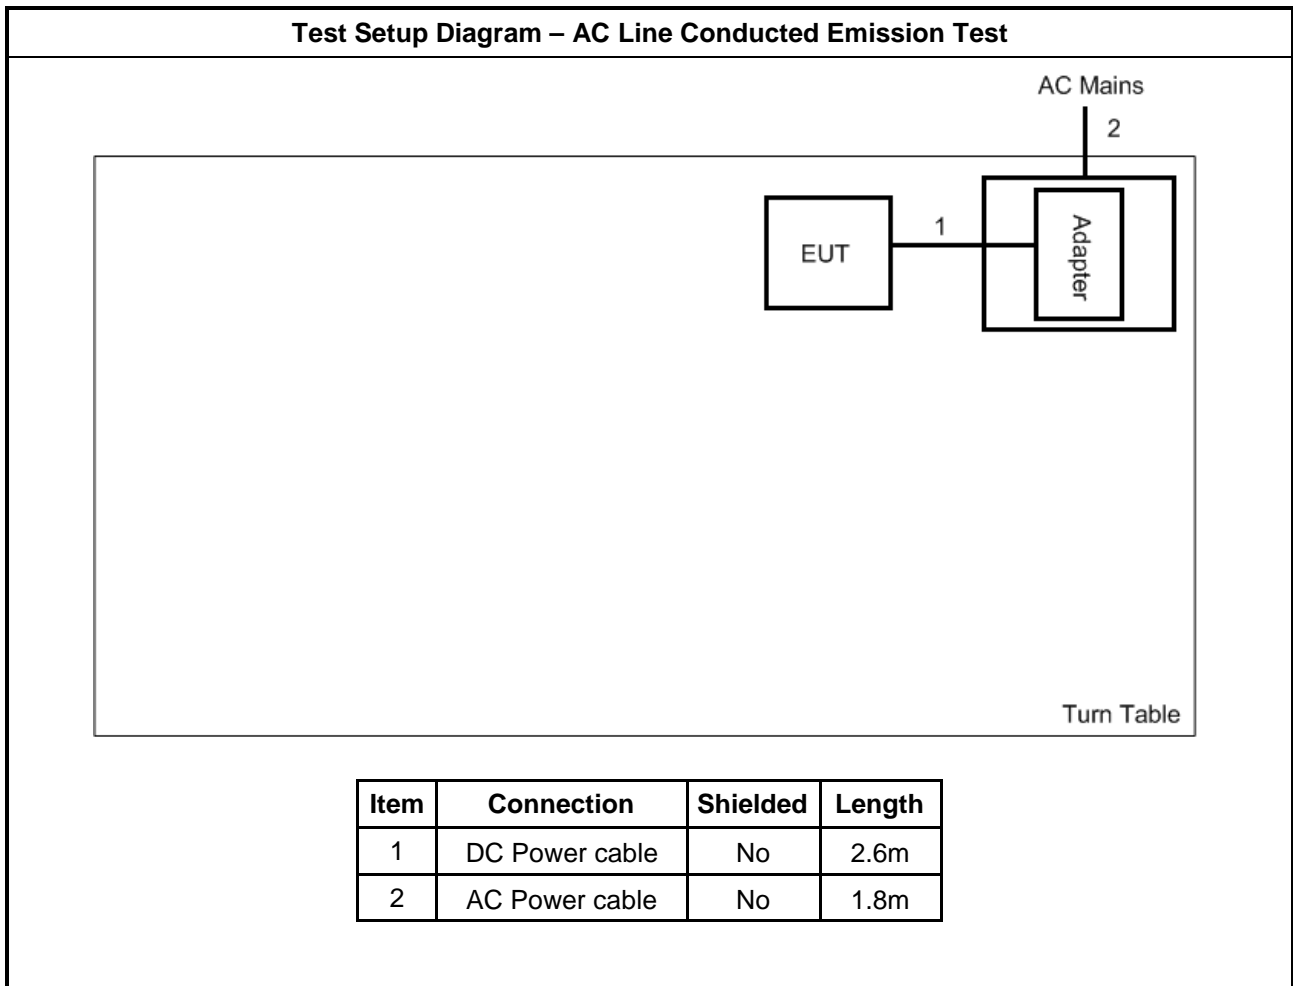 Test Setup Diagram – AC Line Conducted Emission Test
AC Mains
2
1
EUT
Adapter
Turn Table
Item Connection Shielded Length
1 DC Power cable No 2.6m
2 AC Power cable No 1.8m